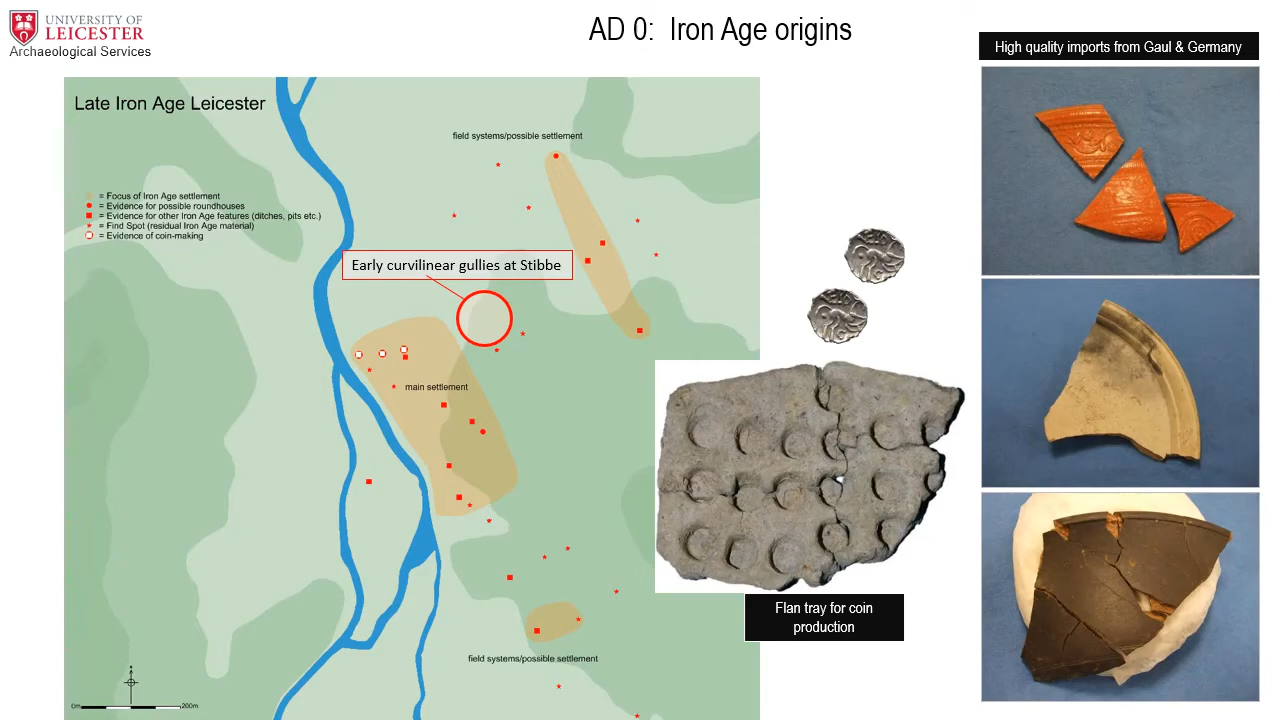 UNIVERSITY OF
LEICESTER
Archaeological Services
AD 0: Iron Age origins
High quality imports from Gaul & Germany
Late Iron Age Leicester
field systems/possible settlement
= Focus of Iron Age settlement
= Evidence for possible roundhouses
= Evidence for other Iron Age features (ditches, pits etc.)
= Find Spot (residual Iron Age material)
= Evidence of coin-making
Early curvilinear gullies at Stibbe
main settlement
Flan tray for coin
production
field systems/possible settlement
0m
200m